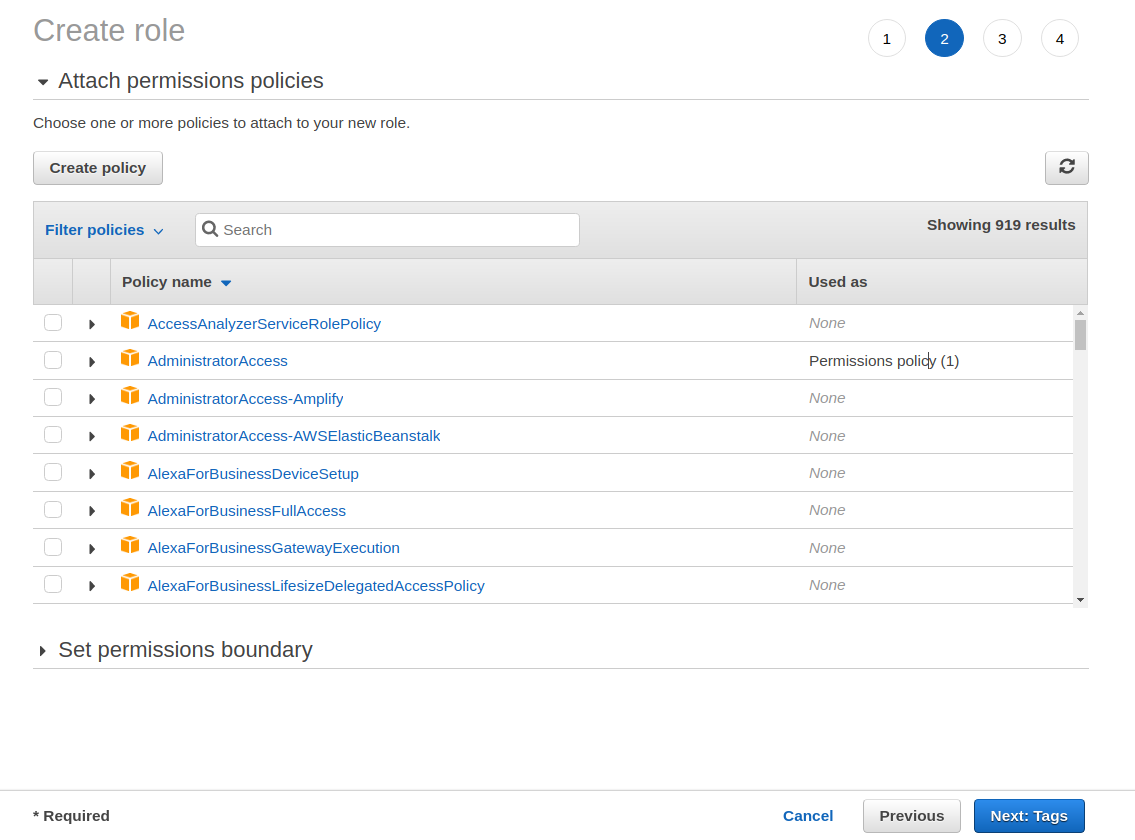 Create role
1 2 3 4
Attach permissions policies
Choose one or more policies to attach to your new role.
Create policy
Filter policies Search Showing 919 results
Policy name Used as
AccessAnalyzerServiceRolePolicy None
AdministratorAccess Permissions policy (1)
AdministratorAccess-Amplify None
AdministratorAccess-AWSElasticBeanstalk None
AlexaForBusinessDeviceSetup None
AlexaForBusinessFullAccess None
AlexaForBusinessGatewayExecution None
AlexaForBusinessLifesizeDelegatedAccessPolicy None
Set permissions boundary
* Required Cancel Previous Next: Tags